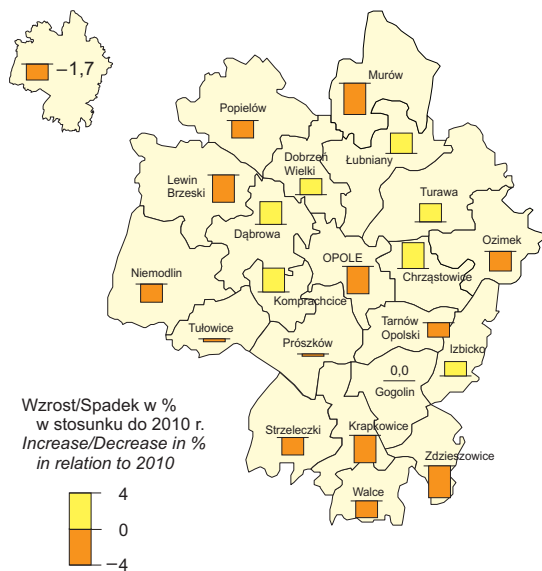 –1,7
Murów
Popielów
Dobrzeń
Wielki
Łubniany
Lewin
Brzeski
Turawa
Dąbrowa
Ozimek
OPOLE
Niemodlin
Chrząstowice
Komprachcice
Tułowice
Tarnów
Opolski
Prószków
Izbicko
0,0
Gogolin
Wzrost/Spadek w %
w stosunku do 2010 r.
Increase/Decrease in %
in relation to 2010
Strzeleczki
Krapkowice
Zdzieszowice
Walce
4
0
–4